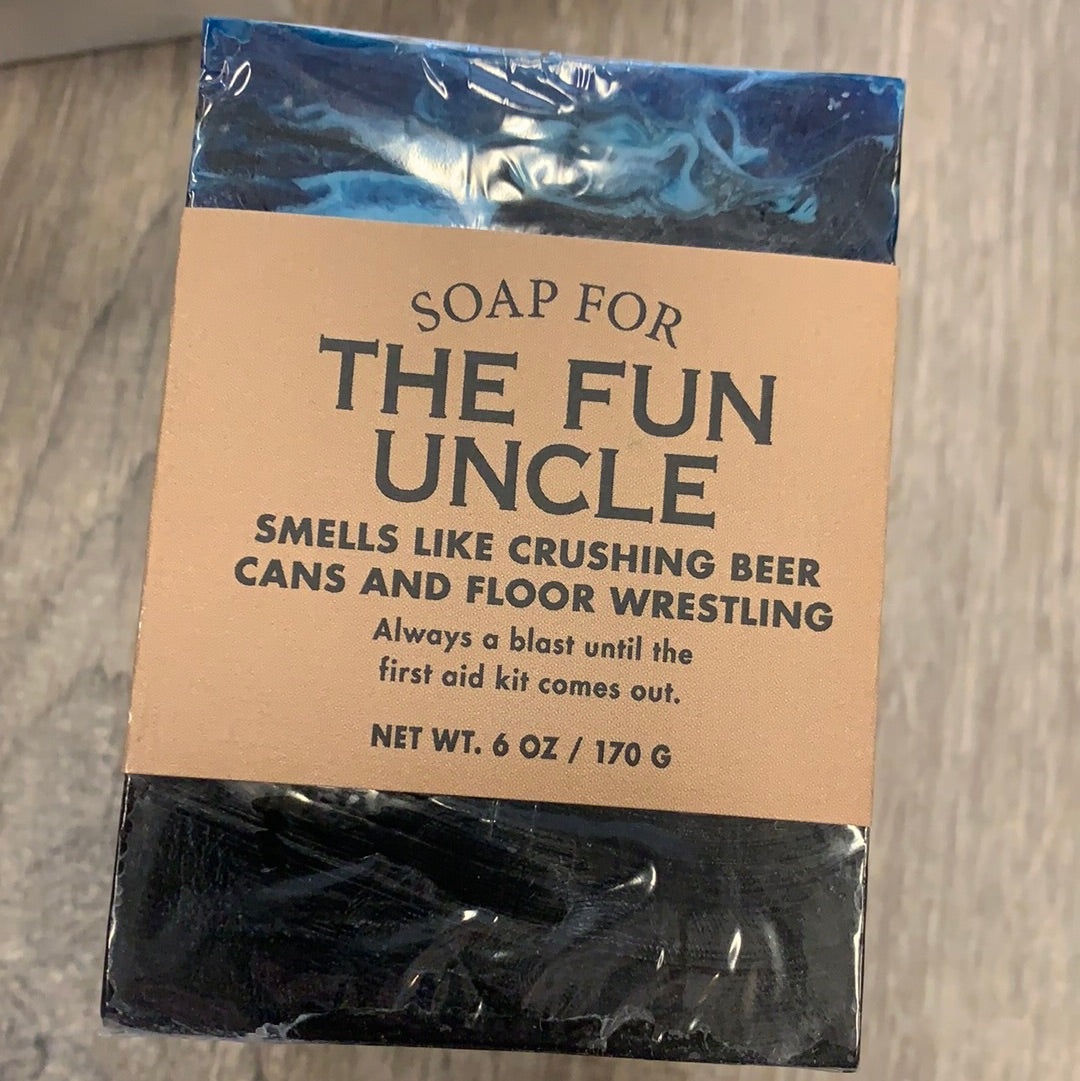 SOAP FOR
THE FUN
UNCLE
SMELLS LIKE CRUSHING BEER
CANS AND FLOOR WRESTLING
Always a blast until the
first aid kit comes out.
NET WT. 6 OZ / 170 G